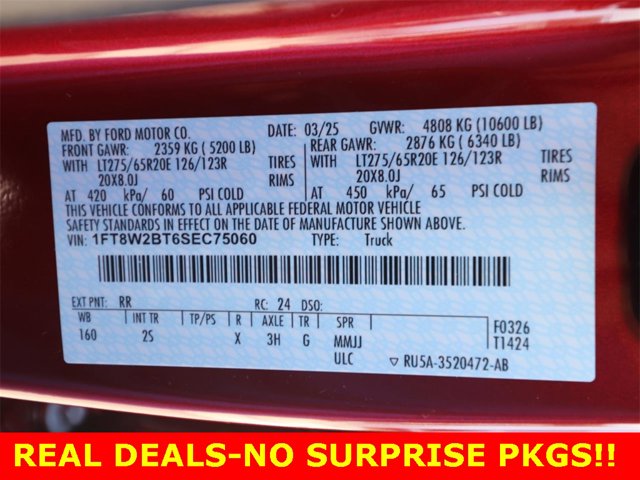 MFD. BY FORD MOTOR CO. DATE: 03/25 GVWR: 4808 KG (10600 LB)
FRONT GAWR: 2359 KG ( 5200 LB) REAR GAWR: 2876 KG ( 6340 LB)
WITH LT275/65R20E 126/123R TIRES WITH LT275/65R20E 126/123R TIRES
20X8.0J RIMS 20X8.0J RIMS
AT 420 kPa/ 60 PSI COLD AT 450 kPa/ 65 PSI COLD
THIS VEHICLE CONFORMS TO ALL APPLICABLE FEDERAL MOTOR VEHICLE
SAFETY STANDARDS IN EFFECT ON THE DATE OF MANUFACTURE SHOWN ABOVE.
VIN: 1FT8W2BT6SEC75060 TYPE: Truck
EXT PNT: RR RC: 24 DSO:
WB INT TR TP/PS R AXLE TR SPR F0326
160 2S X 3H G MMJJ T1424
ULC ▽RU5A-3520472-AB
REAL DEALS-NO SURPRISE PKGS!!